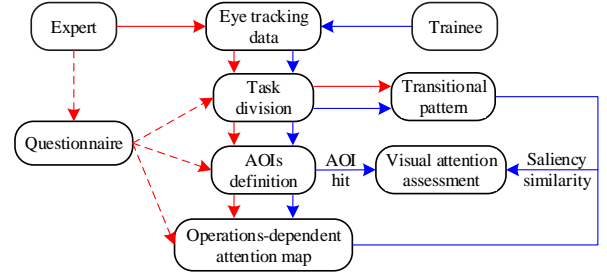 Expert
Eye tracking
data
Trainee
Task
division
Transitional
pattern
Questionnaire
AOIs
definition
AOI
hit
Visual attention
assessment
Saliency
similarity
Operations-dependent
attention map